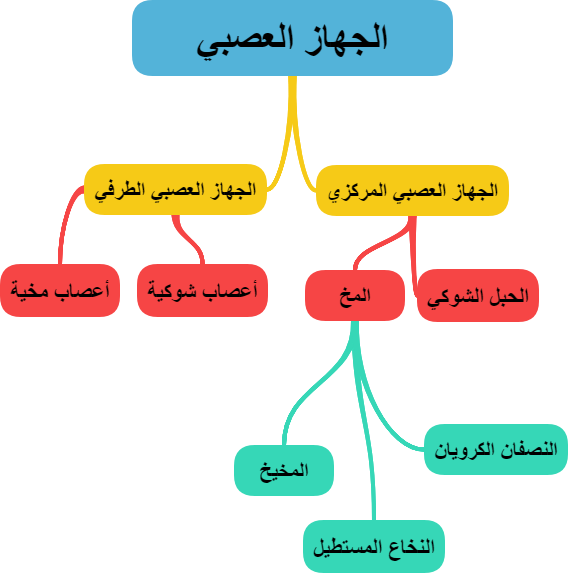 الجهاز العصبي
الجهاز العصبي المركزي
الجهاز العصبي الطرفي
الحبل الشوكي
المخ
أعصاب شوكية
أعصاب مخية
النصفان الكرويان
المخيخ
النخاع المستطيل